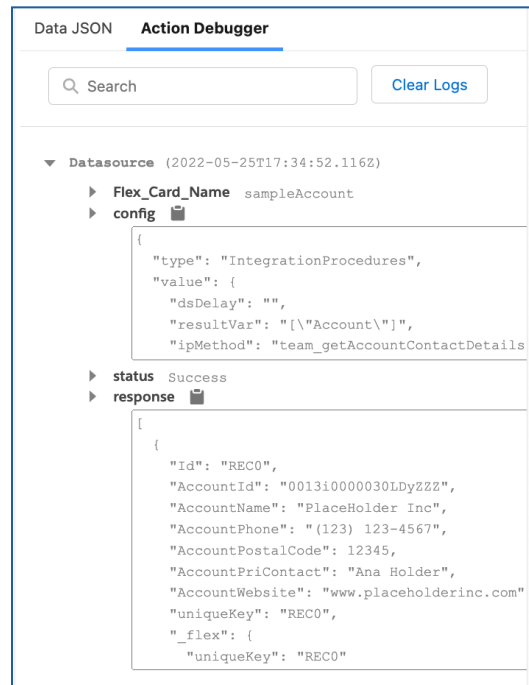 Data JSON Action Debugger
Search
Clear Logs
Datasource (2022-05-25T17:34:52.116Z)
Flex_Card_Name sampleAccount
config
{
"type": "IntegrationProcedures",
"value": {
"dsDelay": "",
"resultVar": "[\"Account\"]",
"ipMethod": "team_getAccountContactDetails
status Success
response
[
{
"Id": "REC0",
"AccountId": "0013i0000030LDyZZZ",
"AccountName": "PlaceHolder Inc",
"AccountPhone": "(123) 123-4567",
"AccountPostalCode": 12345,
"AccountPriContact": "Ana Holder",
"AccountWebsite": "www.placeholderinc.com"
"uniqueKey": "REC0",
"_flex": {
"uniqueKey": "REC0"